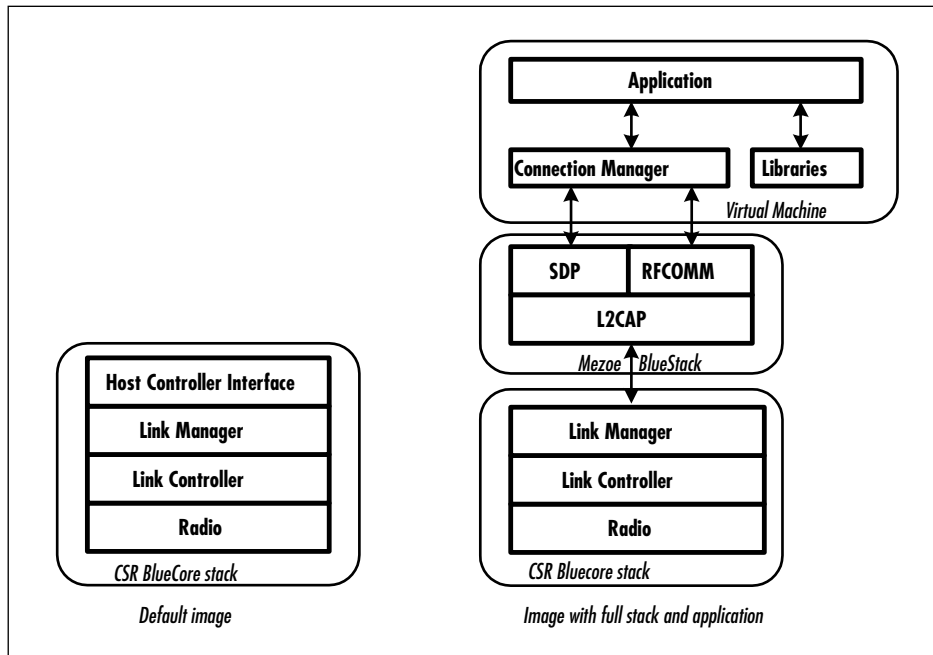 Application
Connection Manager
Libraries
Virtual Machine
SDP
RFCOMM
L2CAP
Mezoe BlueStack
Host Controller Interface
Link Manager
Link Controller
Radio
CSR BlueCore stack
Default image
Link Manager
Link Controller
Radio
CSR Bluecore stack
Image with full stack and application